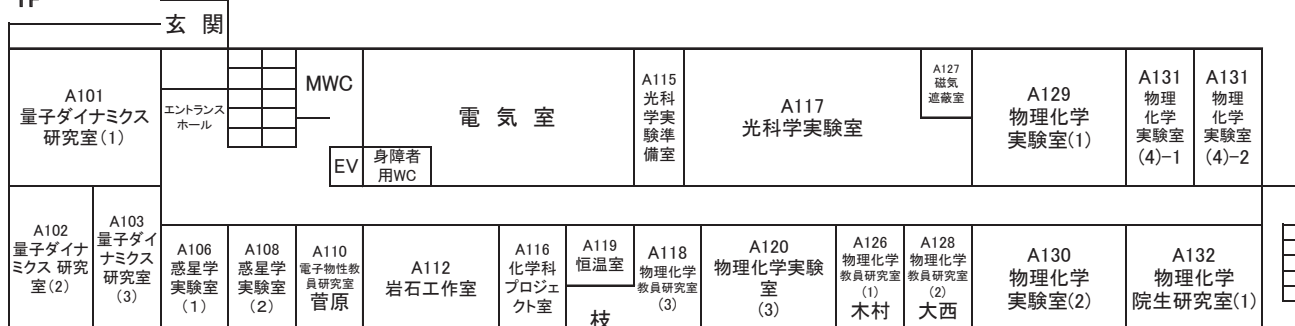 1F
玄 関
A101
量子ダイナミクス
研究室(1)
エントランス
ホール
MWC
EV
身障者
用WC
電 気 室
A115
光科
学実
験準
備室
A117
光科学実験室
A127
磁気
遮蔽室
A129
物理化学
実験室(1)
A131
物理
化学
実験室
(4)-1
A131
物理
化学
実験室
(4)-2
A102
量子ダイナ
ミクス 研究
室(2)
A103
量子ダイ
ナミクス
研究室
(3)
A106
惑星学
実験室
(1)
A108
惑星学
実験室
(2)
A110
電子物性教
員研究室
菅原
A112
岩石工作室
A116
化学科
プロジェ
クト室
A119
恒温室
枝
A118
物理化学
教員研究室
(3)
A120
物理化学実験
室
(3)
A126
物理化学
教員研究室
(1)
木村
A128
物理化学
教員研究室
(2)
大西
A130
物理化学
実験室(2)
A132
物理化学
院生研究室(1)